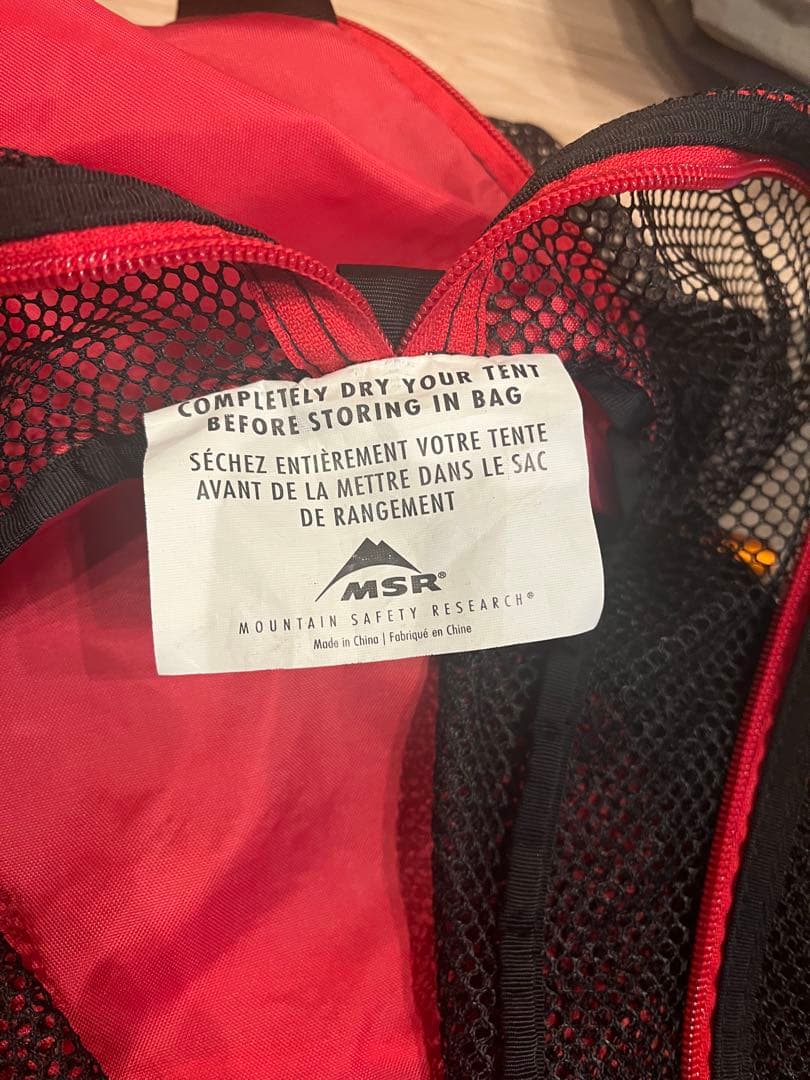 COMPLETELY DRY YOUR TENT
BEFORE STORING IN BAG
SÉCHEZ ENTIÈREMENT VOTRE TENTE
AVANT DE LA METTRE DANS LE SAC
DE RANGEMENT
MSR®
MOUNTAIN SAFETY RESEARCH®
Made in China | Fabriqué en Chine